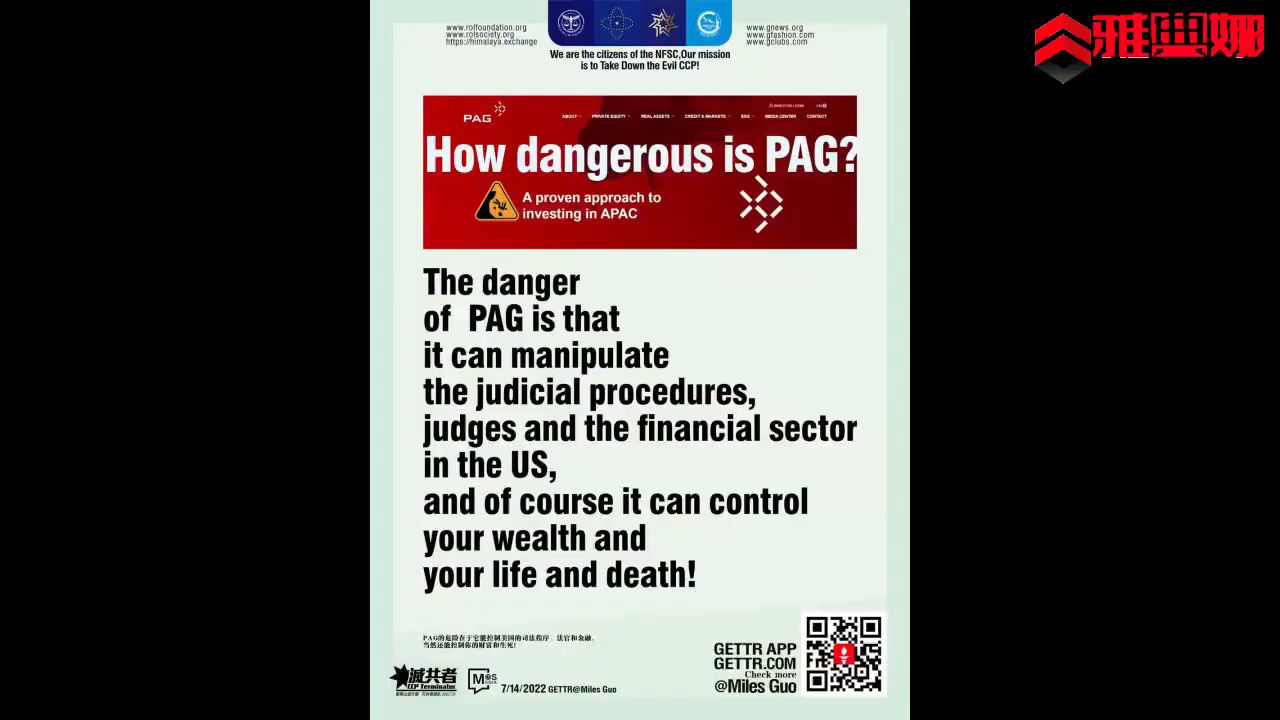 www.rolfoundation.org
www.rolsociety.org
https://himalaya.exchange
www.gnews.org
www.gfashion.com
www.gclubs.com
We are the citizens of the NFSC,Our mission
is to Take Down the Evil CCP!
雅典娜
PAG
INVESTOR LOGIN
ABOUT PRIVATE EQUITY REAL ASSETS CREDIT & MARKETS ESG MEDIA CENTER CONTACT
How dangerous is PAG?
A proven approach to
investing in APAC
The danger
of PAG is that
it can manipulate
the judicial procedures,
judges and the financial sector
in the US,
and of course it can control
your wealth and
your life and death!
PAG的危险在于它能控制美国的司法程序、法官和金融,
当然还能控制你的财富和生死!
滅共者
CCP Terminator
7/14/2022 GETTR@Miles Guo
GETTR APP
GETTR.COM
Check more
@Miles Guo